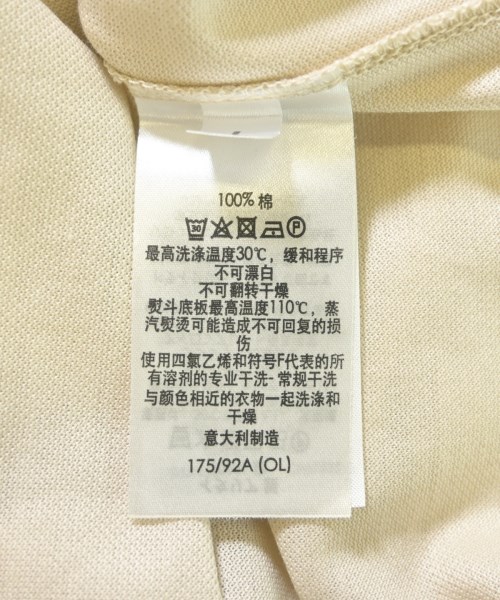 100% 棉
30 P
最高洗涤温度30℃，缓和程序
不可漂白
不可翻转干燥
熨斗底板最高温度110℃，蒸
汽熨烫可能造成不可回复的损
伤
使用四氯乙烯和符号F代表的所
有溶剂的专业干洗-常规干洗
与颜色相近的衣物一起洗涤和
干燥
意大利制造
175/92A (OL)